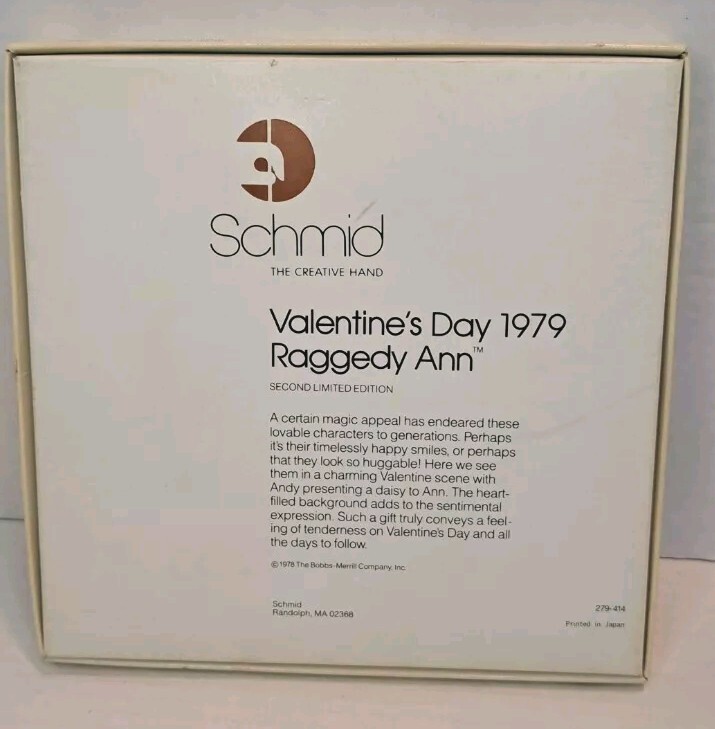 Schmid
THE CREATIVE HAND
Valentine's Day 1979
Raggedy Ann™
SECOND LIMITED EDITION
A certain magic appeal has endeared these
lovable characters to generations. Perhaps
it's their timelessly happy smiles, or perhaps
that they look so huggable! Here we see
them in a charming Valentine scene with
Andy presenting a daisy to Ann. The heart-
filled background adds to the sentimental
expression. Such a gift truly conveys a feel-
ing of tenderness on Valentine's Day and all
the days to follow.
© 1978 The Bobbs-Merrill Company, Inc.
Schmid
Randolph, MA 02368
279-414
Printed in Japan